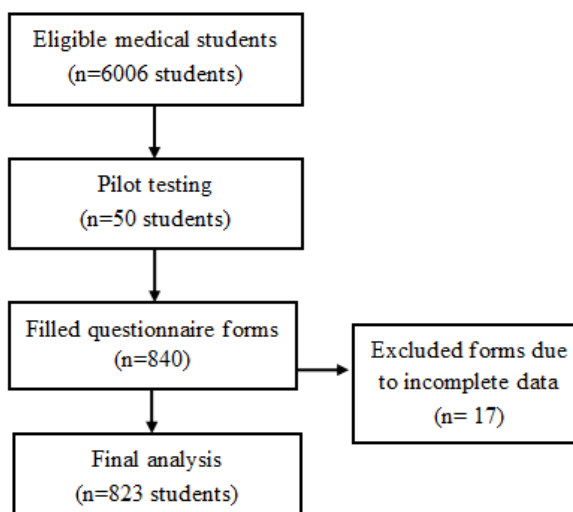 Eligible medical students
(n=6006 students)
Pilot testing
(n=50 students)
Filled questionnaire forms
(n=840)
Excluded forms due
to incomplete data
(n= 17)
Final analysis
(n=823 students)